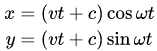 x = (vt + c) cos ωt
y = (vt + c) sin ωt